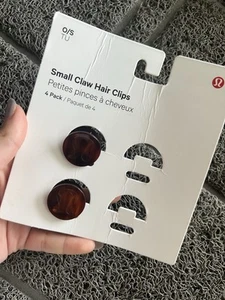 O/S
TU
Small Claw Hair Clips
Petites pinces à cheveux
4 Pack / Paquet de 4